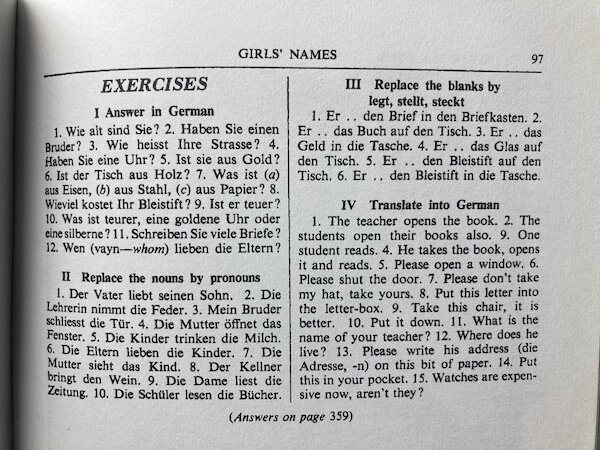 GIRLS' NAMES
97
EXERCISES
I Answer in German
1. Wie alt sind Sie? 2. Haben Sie einen
Bruder? 3. Wie heisst Ihre Strasse? 4.
Haben Sie eine Uhr? 5. Ist sie aus Gold?
6. Ist der Tisch aus Holz? 7. Was ist (a)
aus Eisen, (b) aus Stahl, (c) aus Papier? 8.
Wieviel kostet Ihr Bleistift? 9. Ist er teuer?
10. Was ist teurer, eine goldene Uhr oder
eine silberne? 11. Schreiben Sie viele Briefe?
12. Wen (vayn—whom) lieben die Eltern?
II Replace the nouns by pronouns
1. Der Vater liebt seinen Sohn. 2. Die
Lehrerin nimmt die Feder. 3. Mein Bruder
schliesst die Tür. 4. Die Mutter öffnet das
Fenster. 5. Die Kinder trinken die Milch.
6. Die Eltern lieben die Kinder. 7. Die
Mutter sieht das Kind. 8. Der Kellner
bringt den Wein. 9. Die Dame liest die
Zeitung. 10. Die Schüler lesen die Bücher.
III Replace the blanks by
legt, stellt, steckt
1. Er . . den Brief in den Briefkasten. 2.
Er . . das Buch auf den Tisch. 3. Er . . das
Geld in die Tasche. 4. Er . . das Glas auf
den Tisch. 5. Er . . den Bleistift auf den
Tisch. 6. Er . . den Bleistift in die Tasche.
IV Translate into German
1. The teacher opens the book. 2. The
students open their books also. 9. One
student reads. 4. He takes the book, opens
it and reads. 5. Please open a window. 6.
Please shut the door. 7. Please don't take
my hat, take yours. 8. Put this letter into
the letter-box. 9. Take this chair, it is
better. 10. Put it down. 11. What is the
name of your teacher? 12. Where does he
live? 13. Please write his address (die
Adresse, -n) on this bit of paper. 14. Put
this in your pocket. 15. Watches are expen-
sive now, aren't they?
(Answers on page 359)